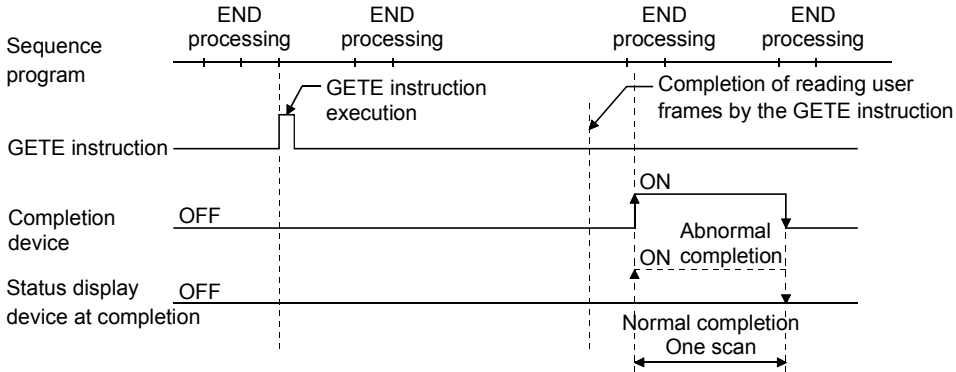 END
processing
END
processing
END
processing
END
processing
Sequence
program
GETE instruction
execution
Completion of reading user
frames by the GETE instruction
GETE instruction
ON
Completion
device
OFF
Abnormal
completion
ON
Status display
device at completion
OFF
Normal completion
One scan